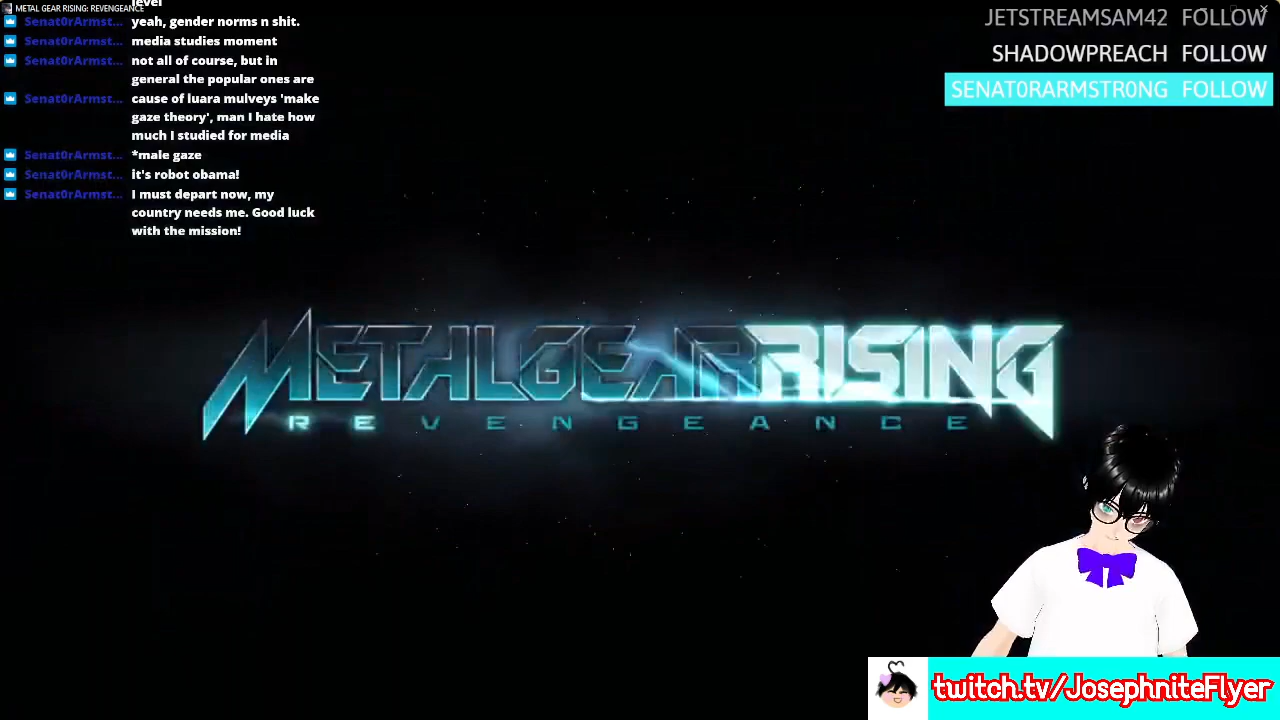 METAL GEAR RISING: REVENGEANCE
level
Senat0rArmst... yeah, gender norms n shit.
Senat0rArmst... media studies moment
Senat0rArmst... not all of course, but in
general the popular ones are
Senat0rArmst... cause of luara mulveys 'make
gaze theory', man I hate how
much I studied for media
Senat0rArmst... *male gaze
Senat0rArmst... it's robot obama!
Senat0rArmst... I must depart now, my
country needs me. Good luck
with the mission!
JETSTREAMSAM42 FOLLOW
SHADOWPREACH FOLLOW
SENAT0RARMSTR0NG FOLLOW
METAL GEAR RISING
REVENGEANCE
twitch.tv/JosephniteFlyer